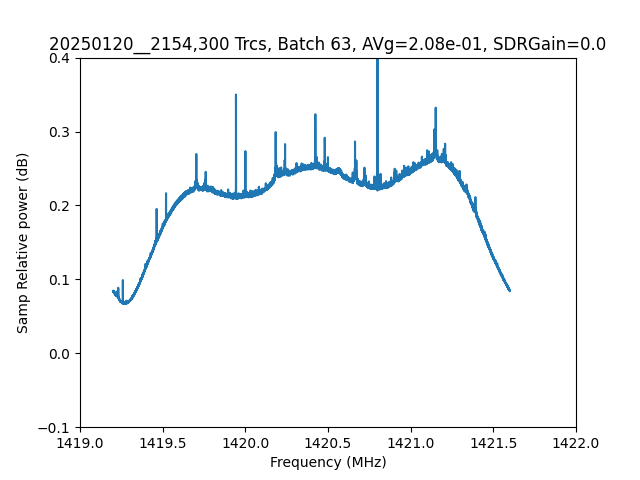 20250120__2154,300 Trcs, Batch 63, AVg=2.08e-01, SDRGain=0.0
0.4
0.3
0.2
0.1
0.0
−0.1
Samp Relative power (dB)
1419.0 1419.5 1420.0 1420.5 1421.0 1421.5 1422.0
Frequency (MHz)